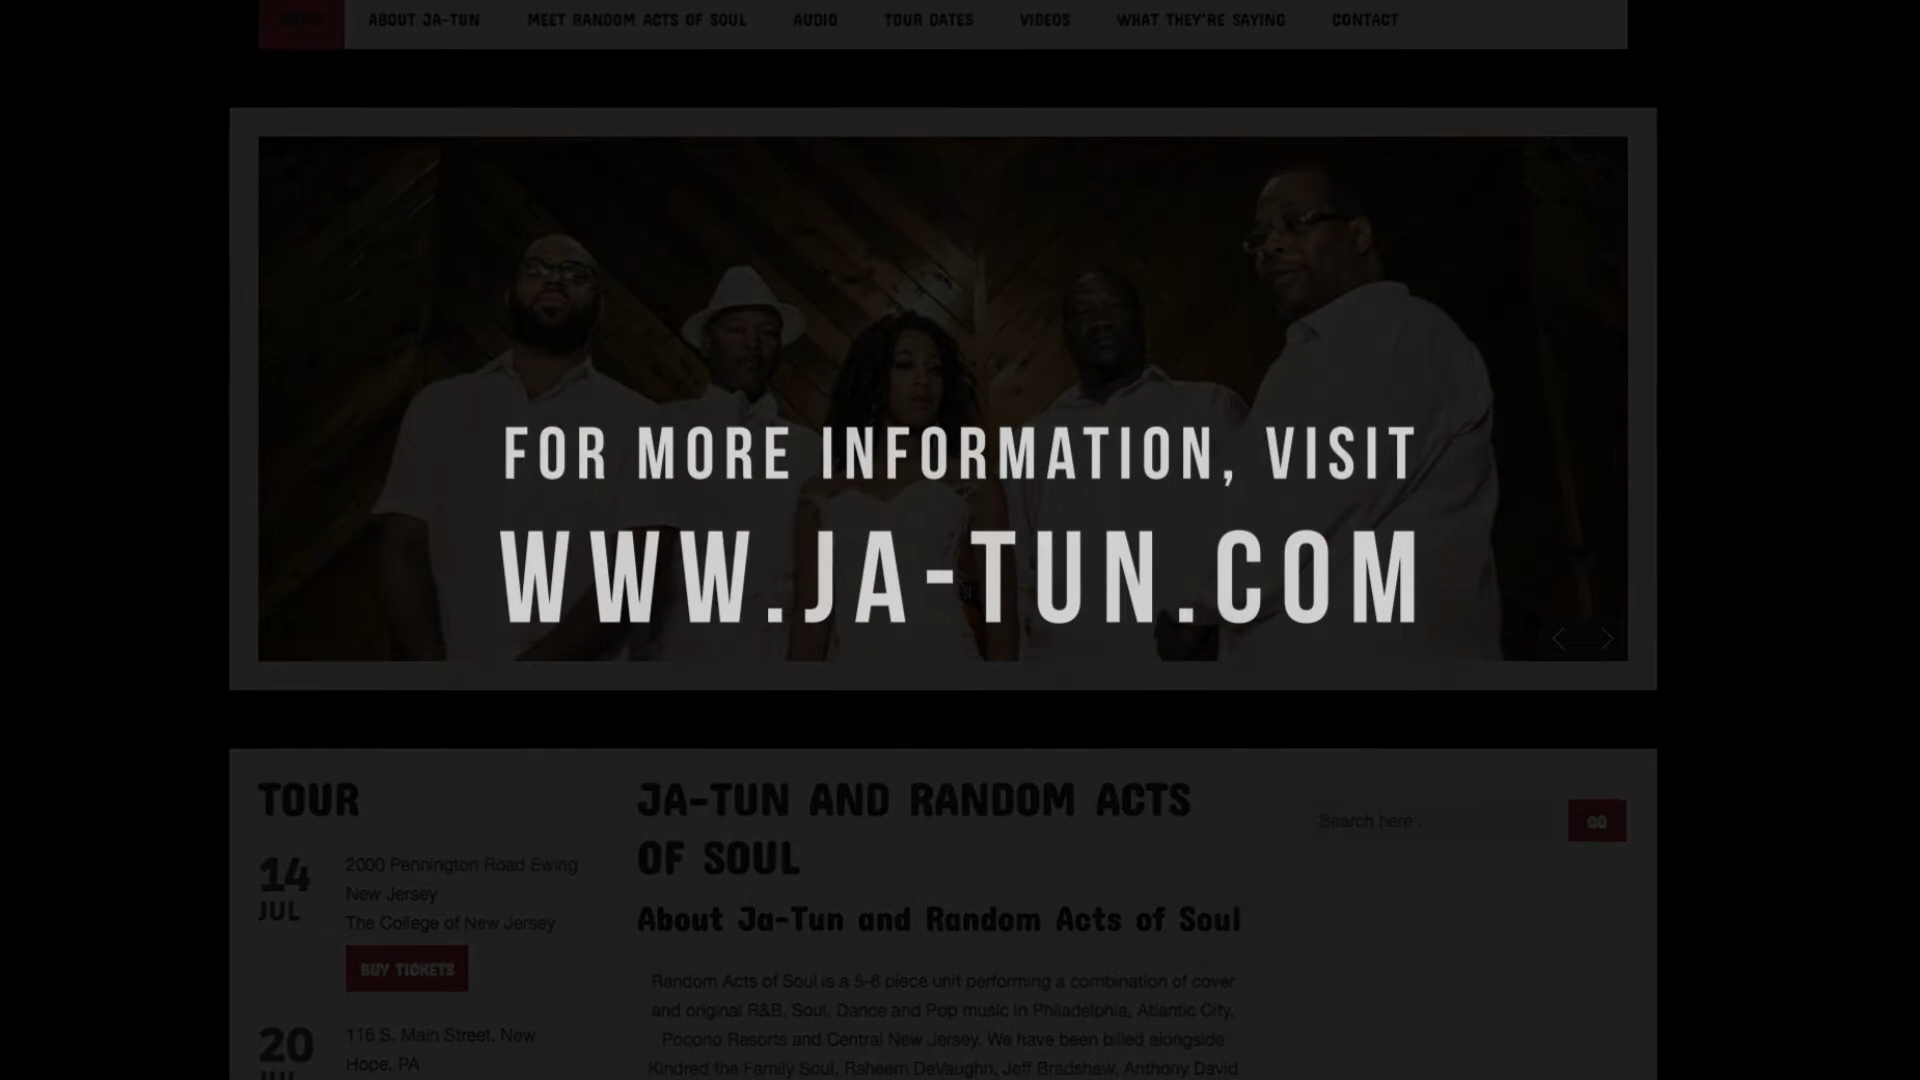 HOME ABOUT JA-TUN MEET RANDOM ACTS OF SOUL AUDIO TOUR DATES VIDEOS WHAT THEY'RE SAYING CONTACT
FOR MORE INFORMATION, VISIT
WWW.JA-TUN.COM
TOUR
14
JUL
2000 Pennington Road Ewing
New Jersey
The College of New Jersey
BUY TICKETS
20
JUL
116 S. Main Street, New
Hope, PA
JA-TUN AND RANDOM ACTS
OF SOUL
About Ja-Tun and Random Acts of Soul
Random Acts of Soul is a 5-8 piece unit performing a combination of cover
and original R&B, Soul, Dance and Pop music in Philadelphia, Atlantic City,
Pocono Resorts and Central New Jersey. We have been billed alongside
Kindred the Family Soul, Raheem DeVaughn, Jeff Bradshaw, Anthony David
Search here ...
GO